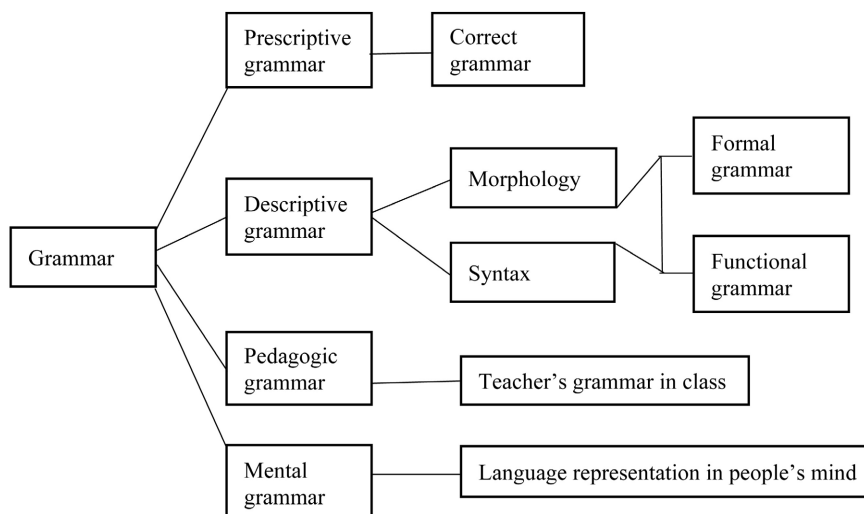 Prescriptive
grammar
Correct
grammar
Formal
grammar
Morphology
Descriptive
grammar
Grammar
Syntax
Functional
grammar
Pedagogic
grammar
Teacher’s grammar in class
Mental
grammar
Language representation in people’s mind